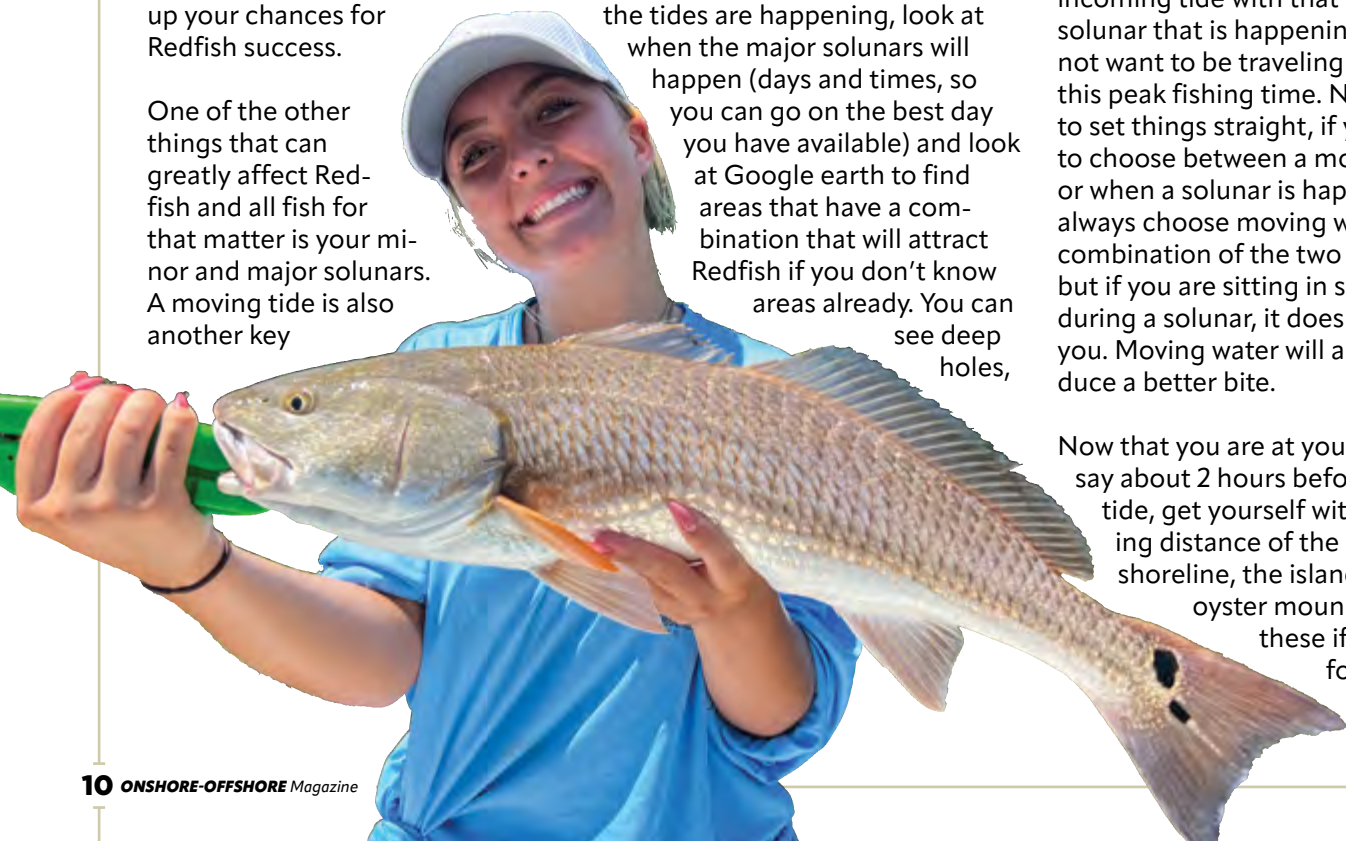 up your chances for
Redfish success.
One of the other
things that can
greatly affect Red-
fish and all fish for
that matter is your mi-
nor and major solunars.
A moving tide is also
another key
the tides are happening, look at
when the major solunars will
happen (days and times, so
you can go on the best day
you have available) and look
at Google earth to find
areas that have a com-
bination that will attract
Redfish if you don't know
areas already. You can
see deep
holes,
incoming tide with that
solunar that is happenin
not want to be traveling
this peak fishing time. N
to set things straight, if y
to choose between a mo
or when a solunar is hap
always choose moving w
combination of the two
but if you are sitting in s
during a solunar, it does
you. Moving water will a
duce a better bite.
Now that you are at you
say about 2 hours befo
tide, get yourself wit
ing distance of the
shoreline, the islan
oyster moun
these if
fo
10 ONSHORE-OFFSHORE Magazine